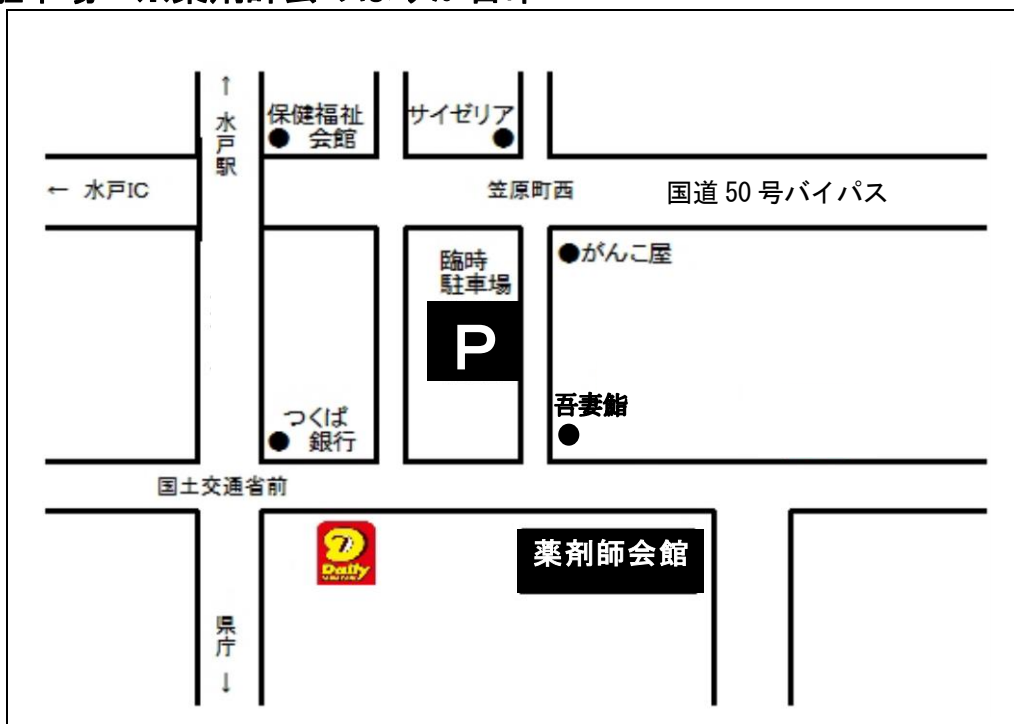 ↑
水戸駅
保健福祉
● 会館
サイゼリア
●
← 水戸IC
笠原町西
国道 50 号バイパス
臨時
駐車場
P
●がんこ屋
吾妻鮨
●
つくば
● 銀行
国土交通省前
Daily
薬剤師会館
県庁
↓